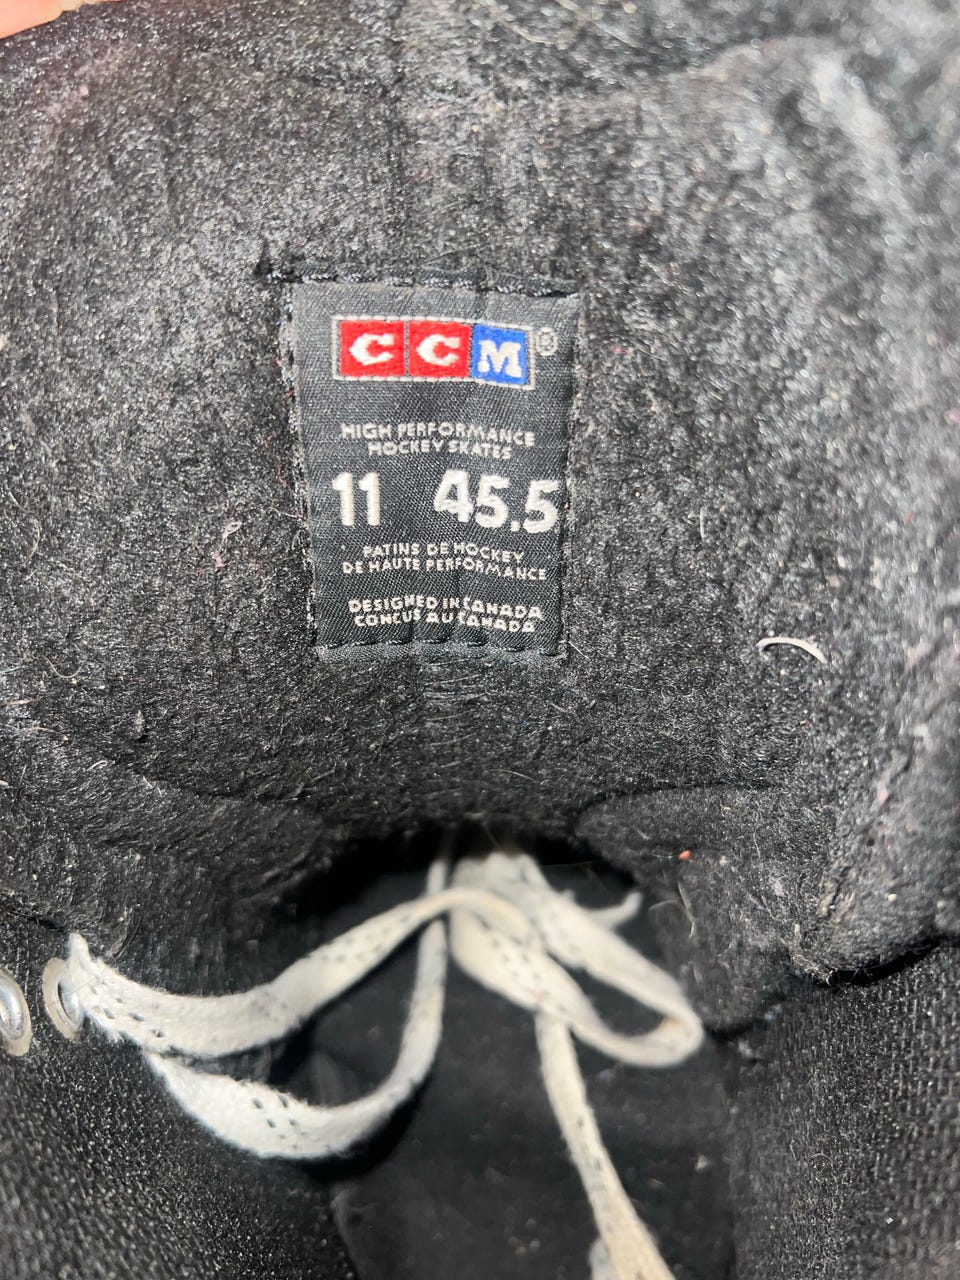 CCM®
HIGH PERFORMANCE
HOCKEY SKATES
11 45.5
PATINS DE HOCKEY
DE HAUTE PERFORMANCE
DESIGNED IN CANADA
CONCUS AU CANADA